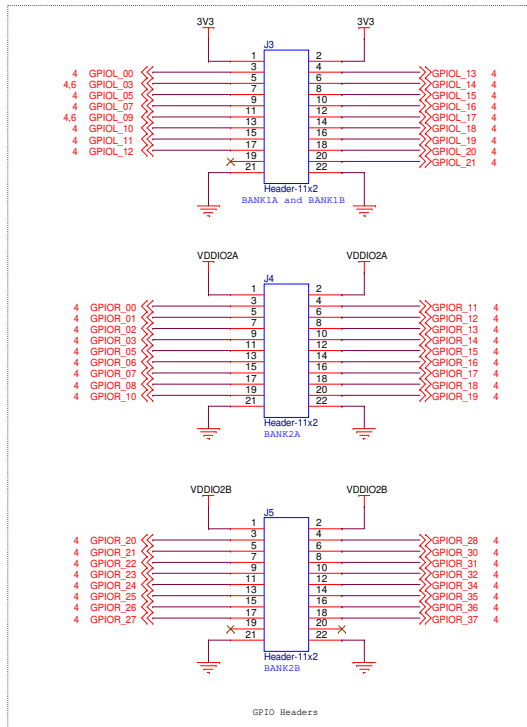 3V3 3V3
J3
1 2
4 GPIOL_00 3 4 GPIOL_13 4
4,6 GPIOL_03 5 6 GPIOL_14 4
4 GPIOL_05 7 8 GPIOL_15 4
4 GPIOL_07 9 10 GPIOL_16 4
4,6 GPIOL_09 11 12 GPIOL_17 4
4 GPIOL_10 13 14 GPIOL_18 4
4 GPIOL_11 15 16 GPIOL_19 4
4 GPIOL_12 17 18 GPIOL_20 4
19 20 GPIOL_21 4
21 22
Header-11x2
BANK1A and BANK1B
VDDIO2A VDDIO2A
J4
1 2
4 GPIOR_00 3 4 GPIOR_11 4
4 GPIOR_01 5 6 GPIOR_12 4
4 GPIOR_02 7 8 GPIOR_13 4
4 GPIOR_03 9 10 GPIOR_14 4
4 GPIOR_05 11 12 GPIOR_15 4
4 GPIOR_06 13 14 GPIOR_16 4
4 GPIOR_07 15 16 GPIOR_17 4
4 GPIOR_08 17 18 GPIOR_18 4
4 GPIOR_10 19 20 GPIOR_19 4
21 22
Header-11x2
BANK2A
VDDIO2B VDDIO2B
J5
1 2
4 GPIOR_20 3 4 GPIOR_28 4
4 GPIOR_21 5 6 GPIOR_30 4
4 GPIOR_22 7 8 GPIOR_31 4
4 GPIOR_23 9 10 GPIOR_32 4
4 GPIOR_24 11 12 GPIOR_34 4
4 GPIOR_25 13 14 GPIOR_35 4
4 GPIOR_26 15 16 GPIOR_36 4
4 GPIOR_27 17 18 GPIOR_37 4
19 20
21 22
Header-11x2
BANK2B
GPIO Headers